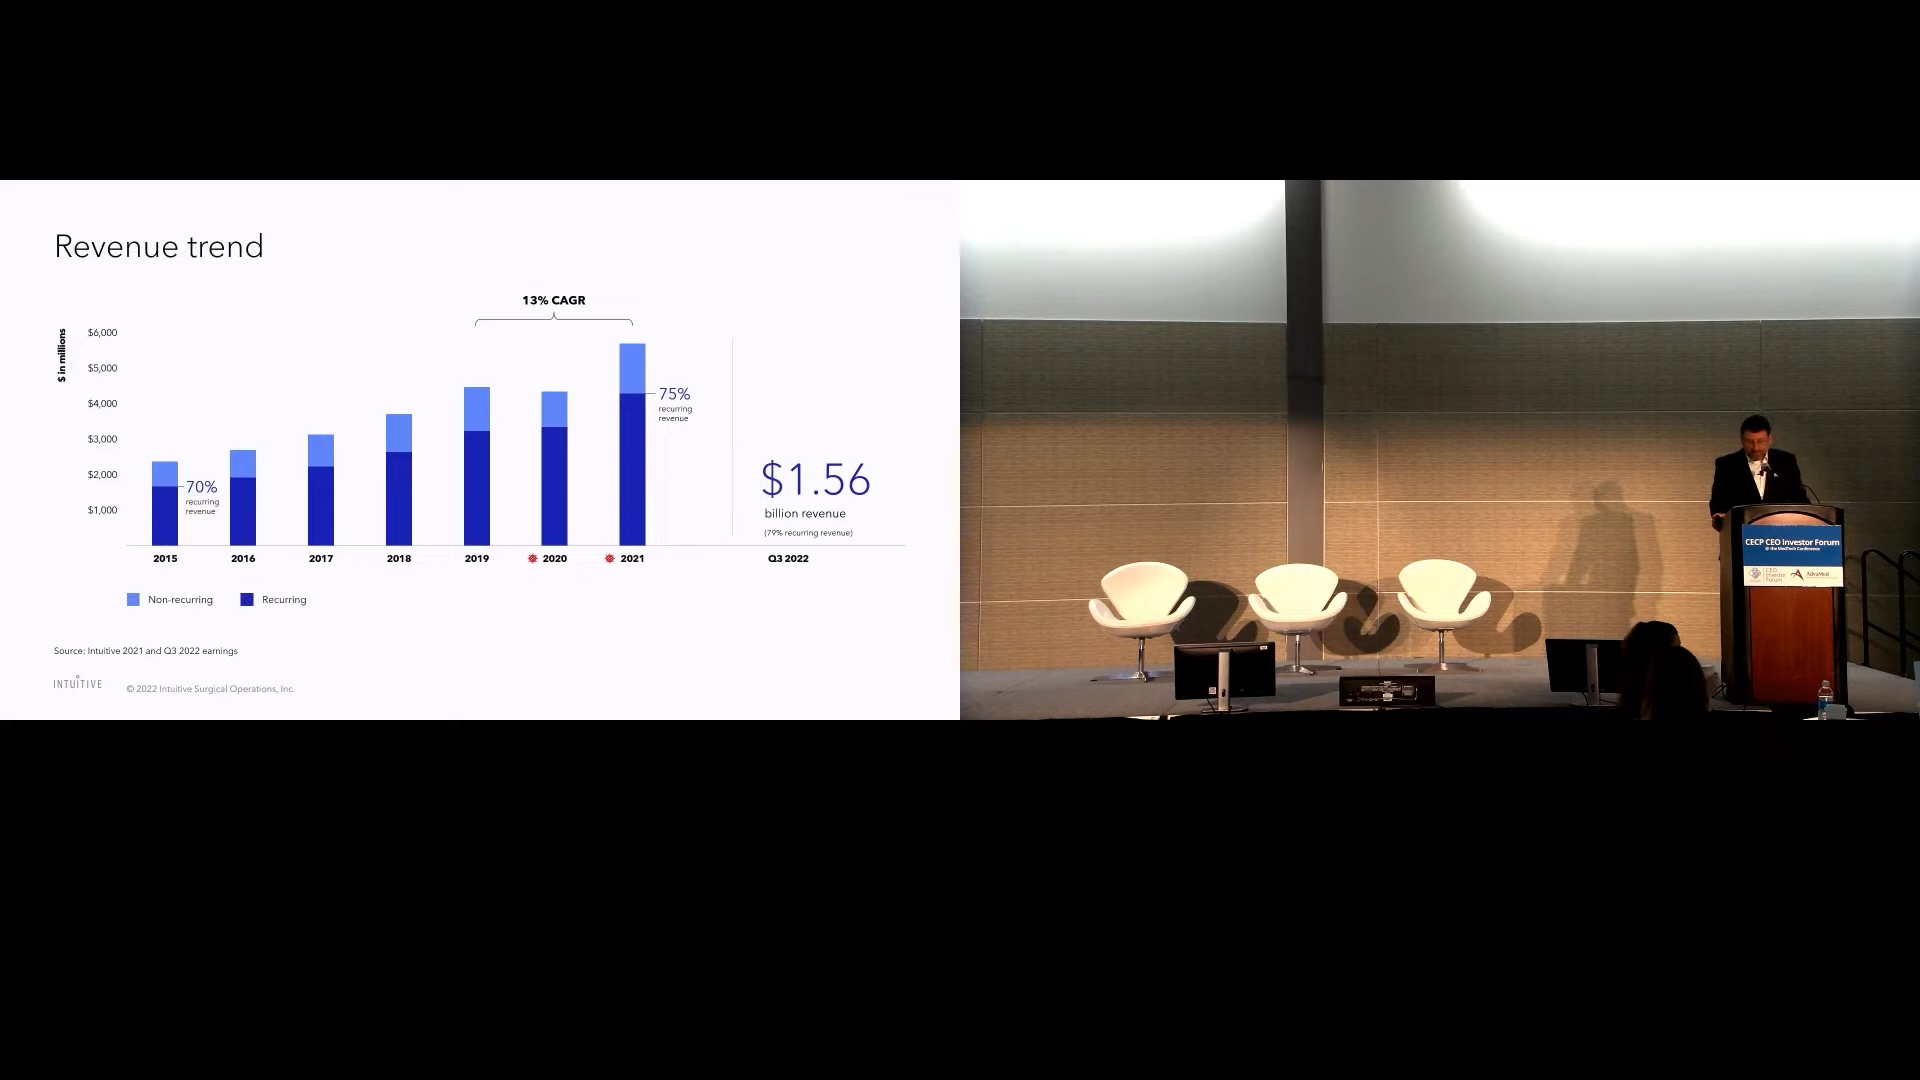 Revenue trend
13% CAGR
$ in millions
$6,000
$5,000
$4,000
$3,000
$2,000
$1,000
70%
recurring
revenue
75%
recurring
revenue
$1.56
billion revenue
(79% recurring revenue)
2015 2016 2017 2018 2019 2020 2021 Q3 2022
Non-recurring Recurring
Source: Intuitive 2021 and Q3 2022 earnings
INTUITIVE © 2022 Intuitive Surgical Operations, Inc.
CECP CEO Investor Forum
@ the MedTech Conference
CEO
Investor
Forum
AdvaMed